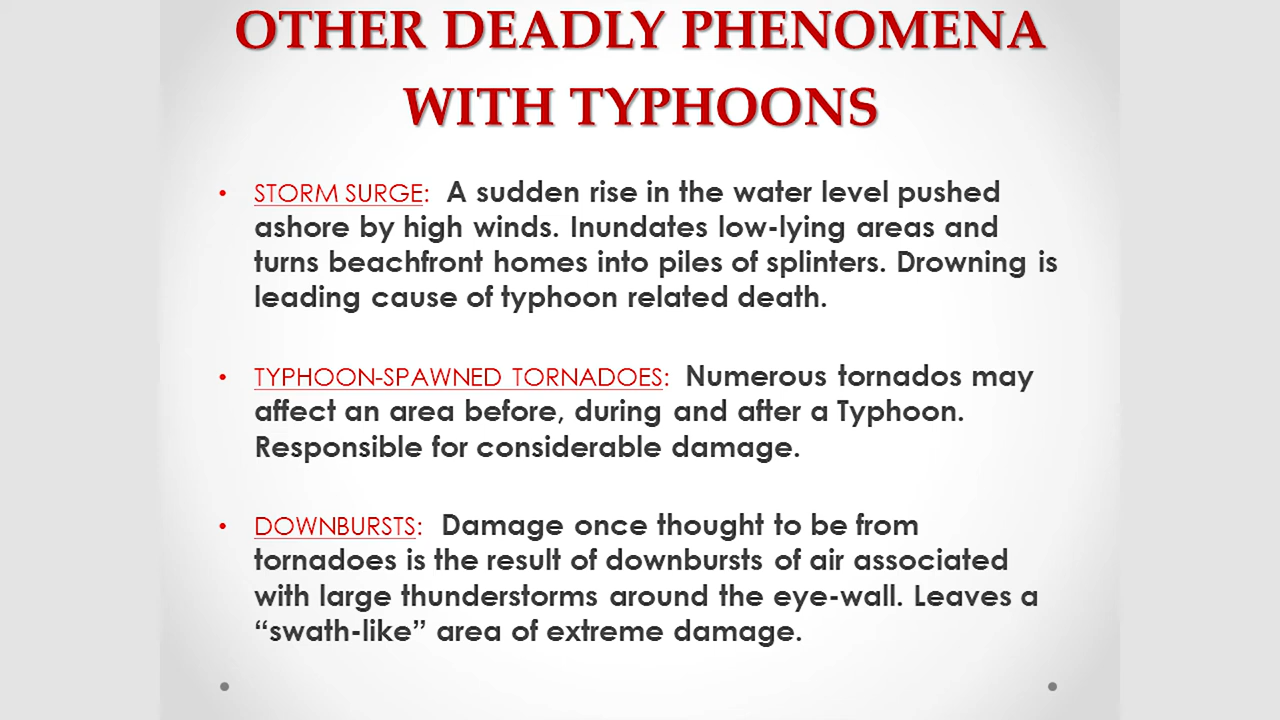 OTHER DEADLY PHENOMENA
WITH TYPHOONS
• STORM SURGE: A sudden rise in the water level pushed
ashore by high winds. Inundates low-lying areas and
turns beachfront homes into piles of splinters. Drowning is
leading cause of typhoon related death.
• TYPHOON-SPAWNED TORNADOES: Numerous tornados may
affect an area before, during and after a Typhoon.
Responsible for considerable damage.
• DOWNBURSTS: Damage once thought to be from
tornadoes is the result of downbursts of air associated
with large thunderstorms around the eye-wall. Leaves a
“swath-like” area of extreme damage.